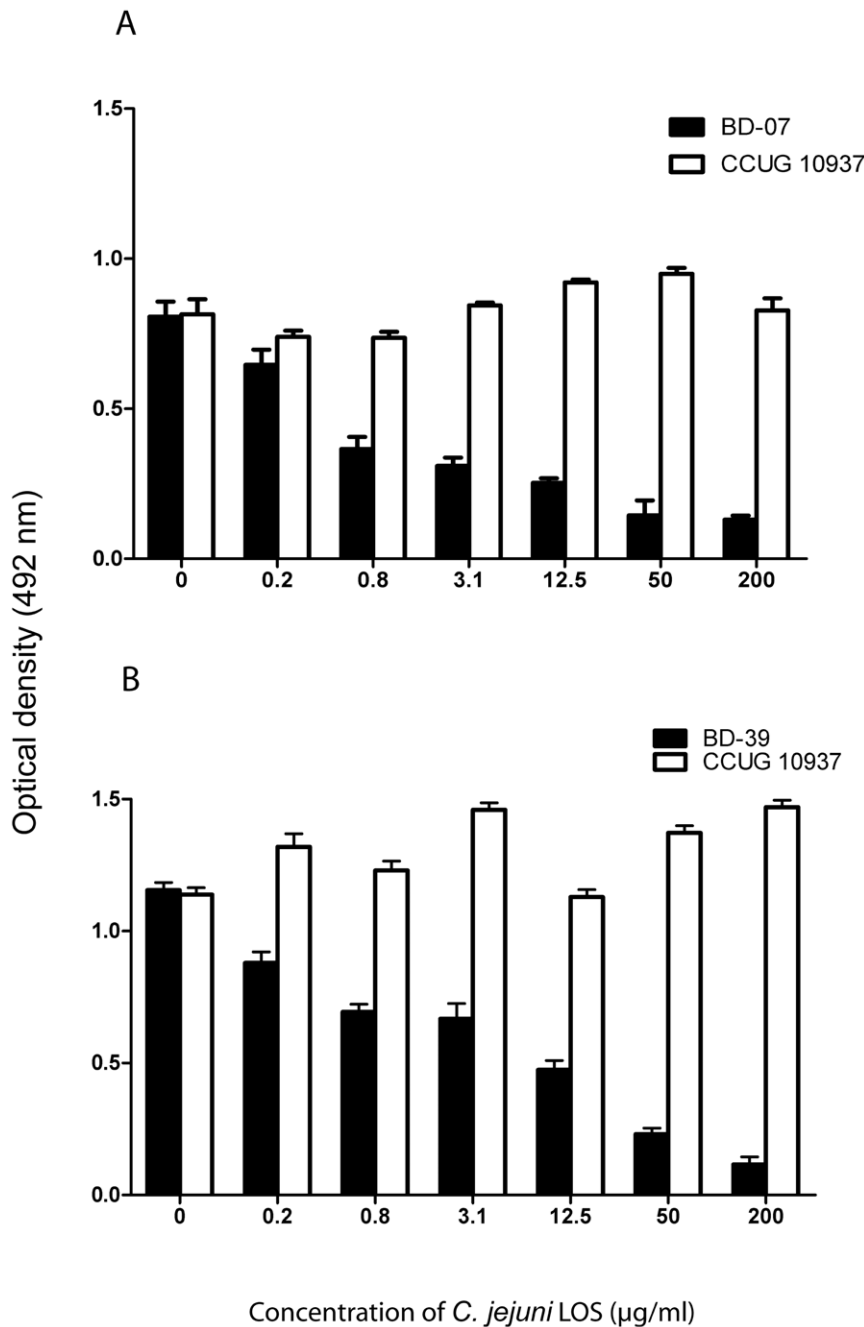 A
1.5
1.0
0.5
0.0
BD-07
CCUG 10937
0 0.2 0.8 3.1 12.5 50 200
Optical density (492 nm)
B
BD-39
CCUG 10937
1.5
1.0
0.5
0.0
0 0.2 0.8 3.1 12.5 50 200
Concentration of C. jejuni LOS (µg/ml)